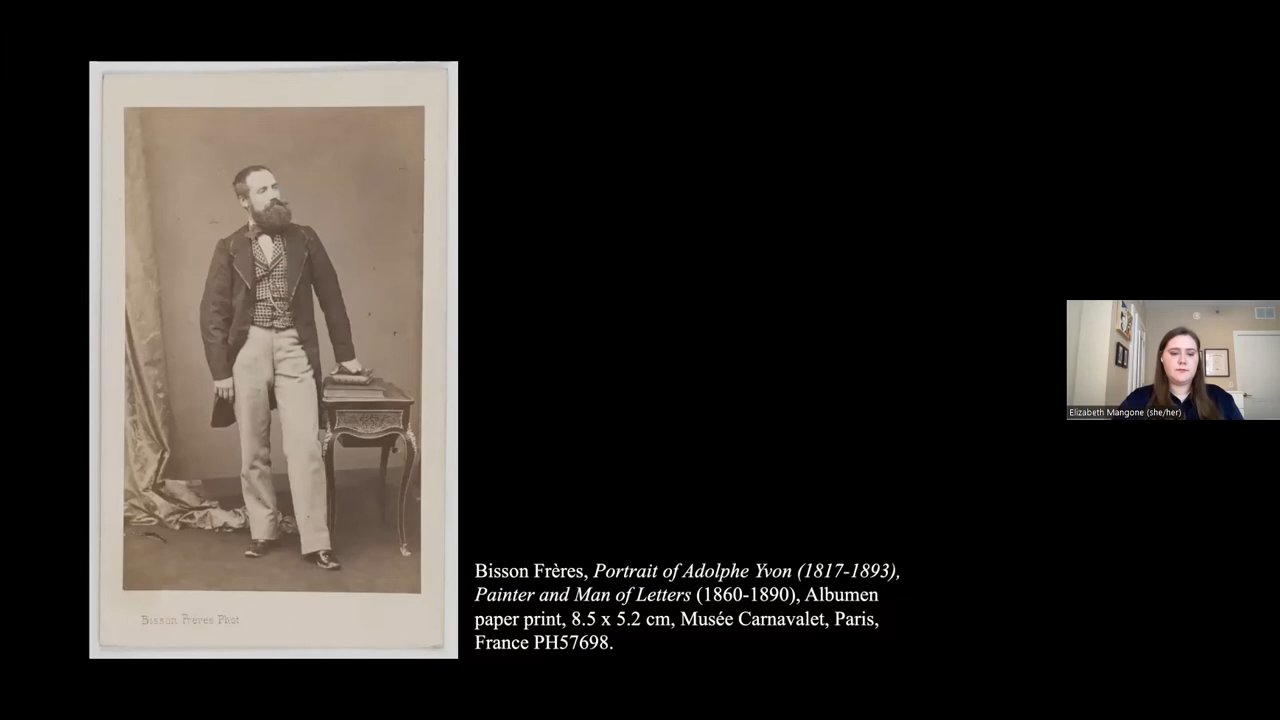 Bisson Frères Phot
Bisson Frères, Portrait of Adolphe Yvon (1817-1893),
Painter and Man of Letters (1860-1890), Albumen
paper print, 8.5 x 5.2 cm, Musée Carnavalet, Paris,
France PH57698.
Elizabeth Mangone (she/her)